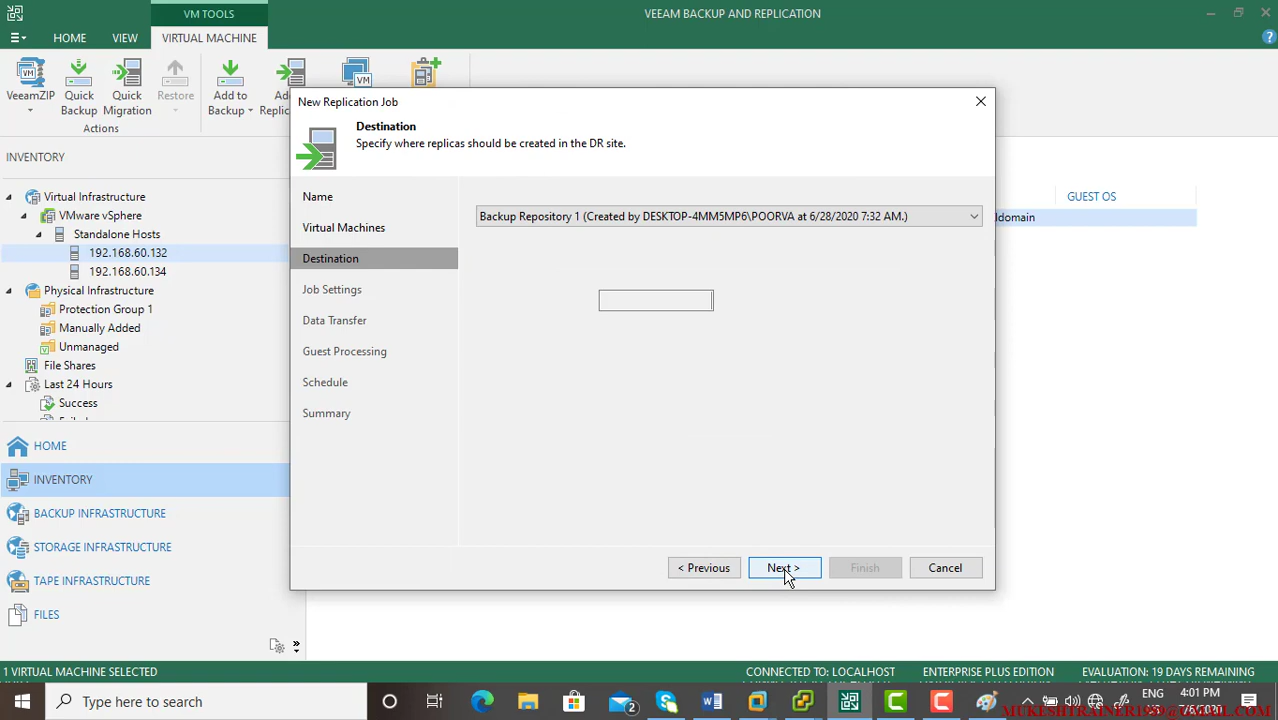 VM TOOLS
VEEAM BACKUP AND REPLICATION
HOME
VIEW
VIRTUAL MACHINE
VeeamZIP
Quick Backup
Quick Migration
Restore
Add to Backup
VM
Actions
INVENTORY
Virtual Infrastructure
VMware vSphere
Standalone Hosts
192.168.60.132
192.168.60.134
Physical Infrastructure
Protection Group 1
Manually Added
Unmanaged
File Shares
Last 24 Hours
Success
HOME
INVENTORY
BACKUP INFRASTRUCTURE
STORAGE INFRASTRUCTURE
TAPE INFRASTRUCTURE
FILES
New Replication Job
Destination
Specify where replicas should be created in the DR site.
Name
Virtual Machines
Destination
Job Settings
Data Transfer
Guest Processing
Schedule
Summary
Backup Repository 1 (Created by DESKTOP-4MM5MP6\POORVA at 6/28/2020 7:32 AM.)
< Previous
Next >
Finish
Cancel
GUEST OS
ldomain
1 VIRTUAL MACHINE SELECTED
CONNECTED TO: LOCALHOST
ENTERPRISE PLUS EDITION
EVALUATION: 19 DAYS REMAINING
Type here to search
2
ENG
4:01 PM